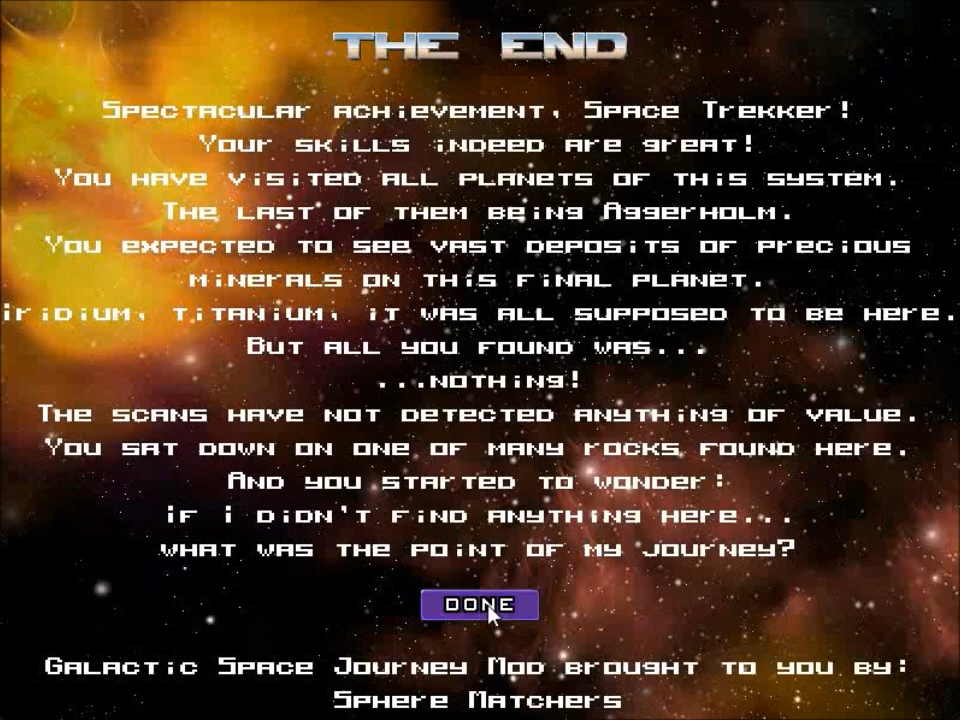 THE END
Spectacular achievement, Space Trekker!
Your skills indeed are great!
You have visited all planets of this system.
The last of them being Aggerholm.
You expected to see vast deposits of precious
minerals on this final planet.
Iridium, titanium, it was all supposed to be here.
But all you found was...
...nothing!
The scans have not detected anything of value.
You sat down on one of many rocks found here.
And you started to wonder:
If I didn't find anything here...
what was the point of my journey?
DONE
Galactic Space Journey Mod brought to you by:
Sphere Matchers